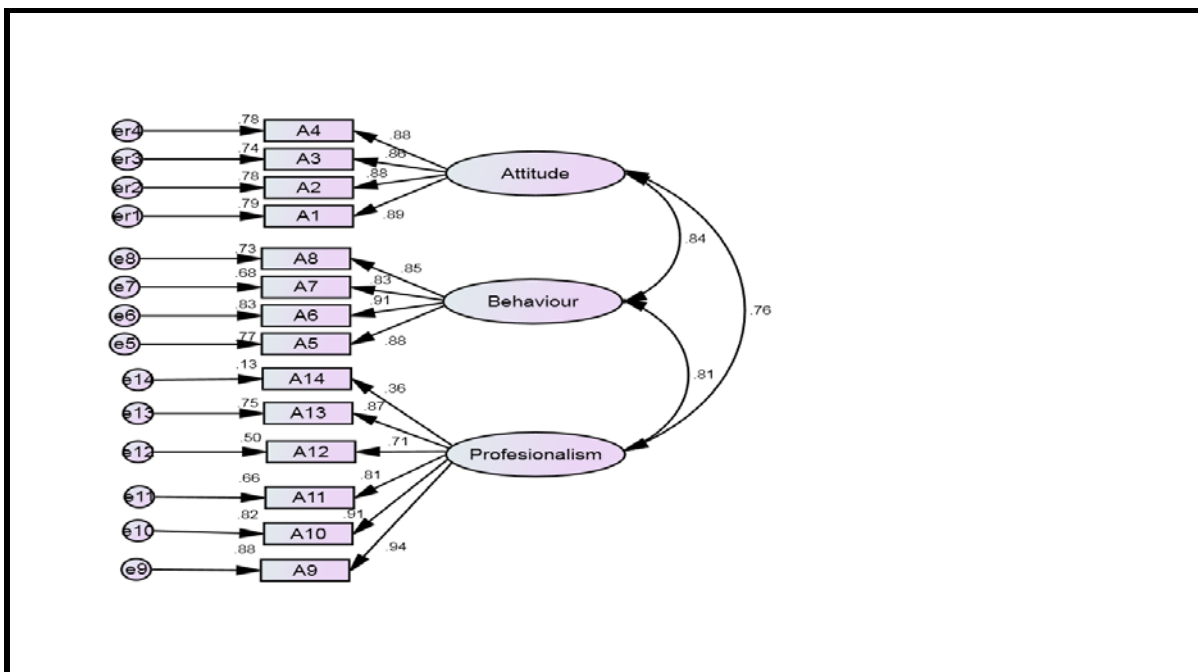 er4 .78 A4 .88
er3 .74 A3 .86 Attitude
er2 .78 A2 .88
er1 .79 A1 .89
.84
e8 .73 A8 .85
e7 .68 A7 .83
Behaviour
e6 .83 A6 .91
.76
e5 .77 A5 .88
.81
e14 .13 A14 .36
e13 .75 A13 .87
e12 .50 A12 .71 Profesionalism
e11 .66 A11 .81
e10 .82 A10 .91
e9 .88 A9 .94